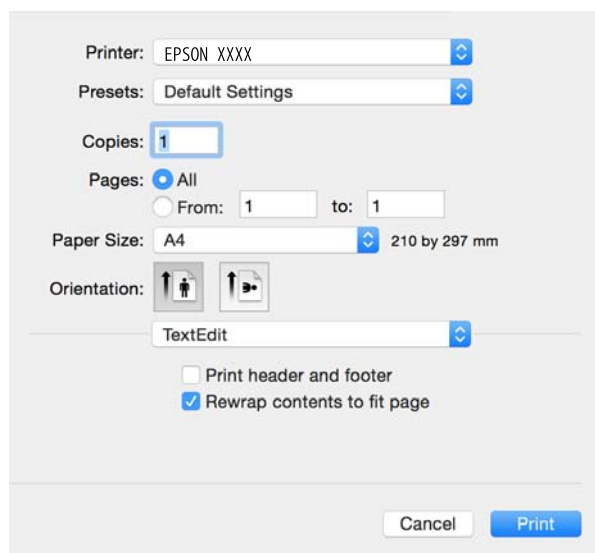 Printer: EPSON XXXX
Presets: Default Settings
Copies: 1
Pages: All
From: 1 to: 1
Paper Size: A4 210 by 297 mm
Orientation:
TextEdit
Print header and footer
Rewrap contents to fit page
Cancel Print